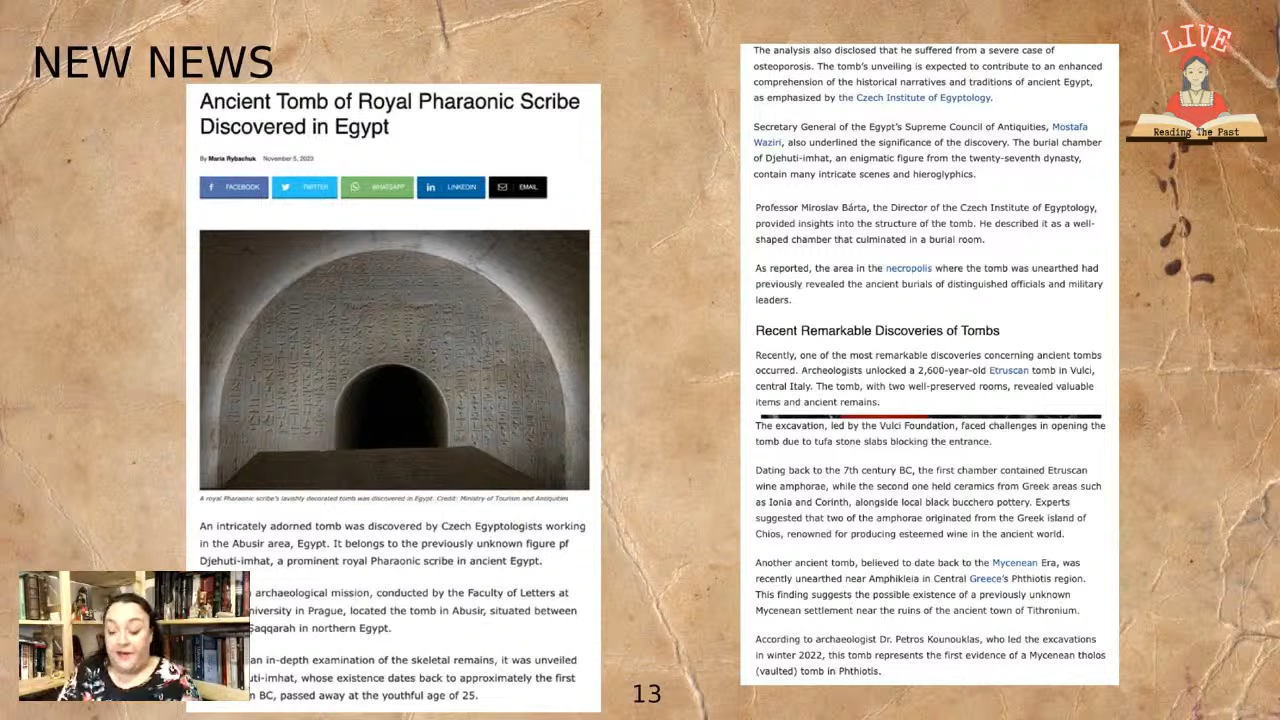 NEW NEWS
Ancient Tomb of Royal Pharaonic Scribe
Discovered in Egypt
By Maria Rybachuk November 5, 2023
FACEBOOK
TWITTER
WHATSAPP
LINKEDIN
EMAIL
A royal Pharaonic scribe's lavishly decorated tomb was discovered in Egypt. Credit: Ministry of Tourism and Antiquities
An intricately adorned tomb was discovered by Czech Egyptologists working
in the Abusir area, Egypt. It belongs to the previously unknown figure pf
Djehuti-imhat, a prominent royal Pharaonic scribe in ancient Egypt.
archaeological mission, conducted by the Faculty of Letters at
niversity in Prague, located the tomb in Abusir, situated between
Saqqarah in northern Egypt.
an in-depth examination of the skeletal remains, it was unveiled
uti-imhat, whose existence dates back to approximately the first
BC, passed away at the youthful age of 25.
The analysis also disclosed that he suffered from a severe case of
osteoporosis. The tomb's unveiling is expected to contribute to an enhanced
comprehension of the historical narratives and traditions of ancient Egypt,
as emphasized by the Czech Institute of Egyptology.
Secretary General of the Egypt's Supreme Council of Antiquities, Mostafa
Waziri, also underlined the significance of the discovery. The burial chamber
of Djehuti-imhat, an enigmatic figure from the twenty-seventh dynasty,
contain many intricate scenes and hieroglyphics.
Professor Miroslav Bárta, the Director of the Czech Institute of Egyptology,
provided insights into the structure of the tomb. He described it as a well-
shaped chamber that culminated in a burial room.
As reported, the area in the necropolis where the tomb was unearthed had
previously revealed the ancient burials of distinguished officials and military
leaders.
Recent Remarkable Discoveries of Tombs
Recently, one of the most remarkable discoveries concerning ancient tombs
occurred. Archeologists unlocked a 2,600-year-old Etruscan tomb in Vulci,
central Italy. The tomb, with two well-preserved rooms, revealed valuable
items and ancient remains.
The excavation, led by the Vulci Foundation, faced challenges in opening the
tomb due to tufa stone slabs blocking the entrance.
Dating back to the 7th century BC, the first chamber contained Etruscan
wine amphorae, while the second one held ceramics from Greek areas such
as Ionia and Corinth, alongside local black bucchero pottery. Experts
suggested that two of the amphorae originated from the Greek island of
Chios, renowned for producing esteemed wine in the ancient world.
Another ancient tomb, believed to date back to the Mycenean Era, was
recently unearthed near Amphikleia in Central Greece's Phthiotis region.
This finding suggests the possible existence of a previously unknown
Mycenean settlement near the ruins of the ancient town of Tithronium.
According to archaeologist Dr. Petros Kounouklas, who led the excavations
in winter 2022, this tomb represents the first evidence of a Mycenean tholos
(vaulted) tomb in Phthiotis.
LIVE
Reading The Past
13